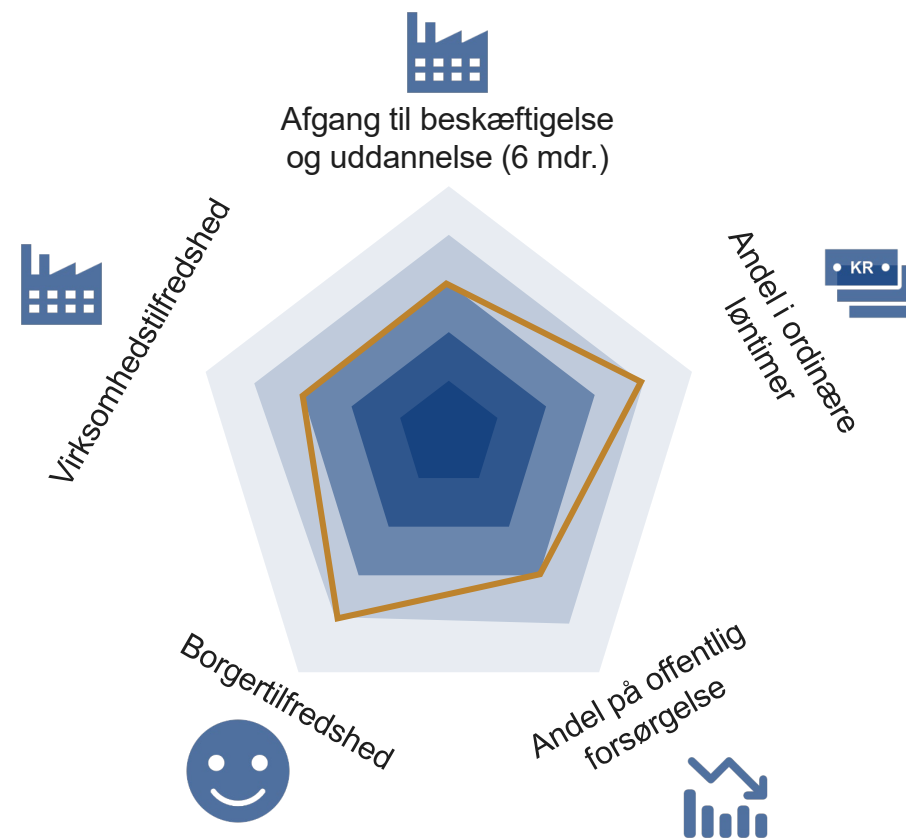 Afgang til beskæftigelse
og uddannelse (6 mdr.)
Virksomhedstilfredshed
Andel i ordinære
løntimer
KR
Borgertilfredshed
Andel på offentlig
forsørgelse